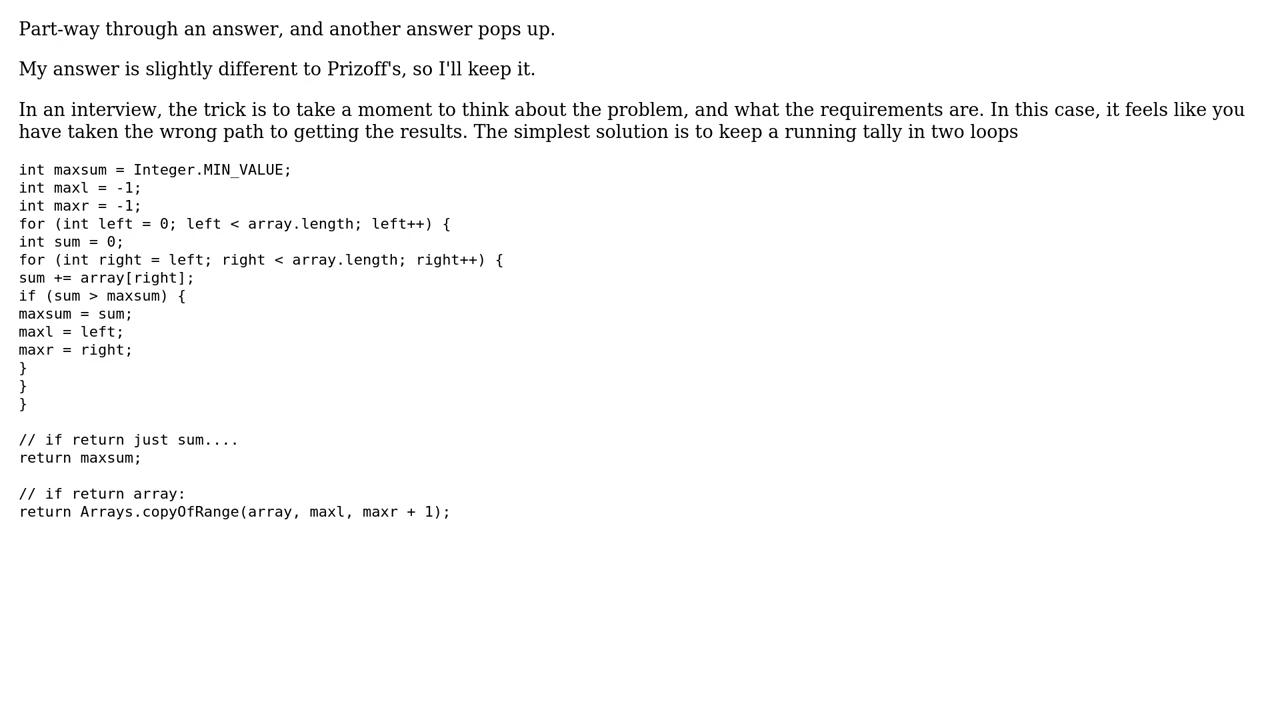 Part-way through an answer, and another answer pops up.
My answer is slightly different to Prizoff's, so I'll keep it.
In an interview, the trick is to take a moment to think about the problem, and what the requirements are. In this case, it feels like you
have taken the wrong path to getting the results. The simplest solution is to keep a running tally in two loops
int maxsum = Integer.MIN_VALUE;
int maxl = -1;
int maxr = -1;
for (int left = 0; left < array.length; left++) {
int sum = 0;
for (int right = left; right < array.length; right++) {
sum += array[right];
if (sum > maxsum) {
maxsum = sum;
maxl = left;
maxr = right;
}
}
}
// if return just sum....
return maxsum;
// if return array:
return Arrays.copyOfRange(array, maxl, maxr + 1);